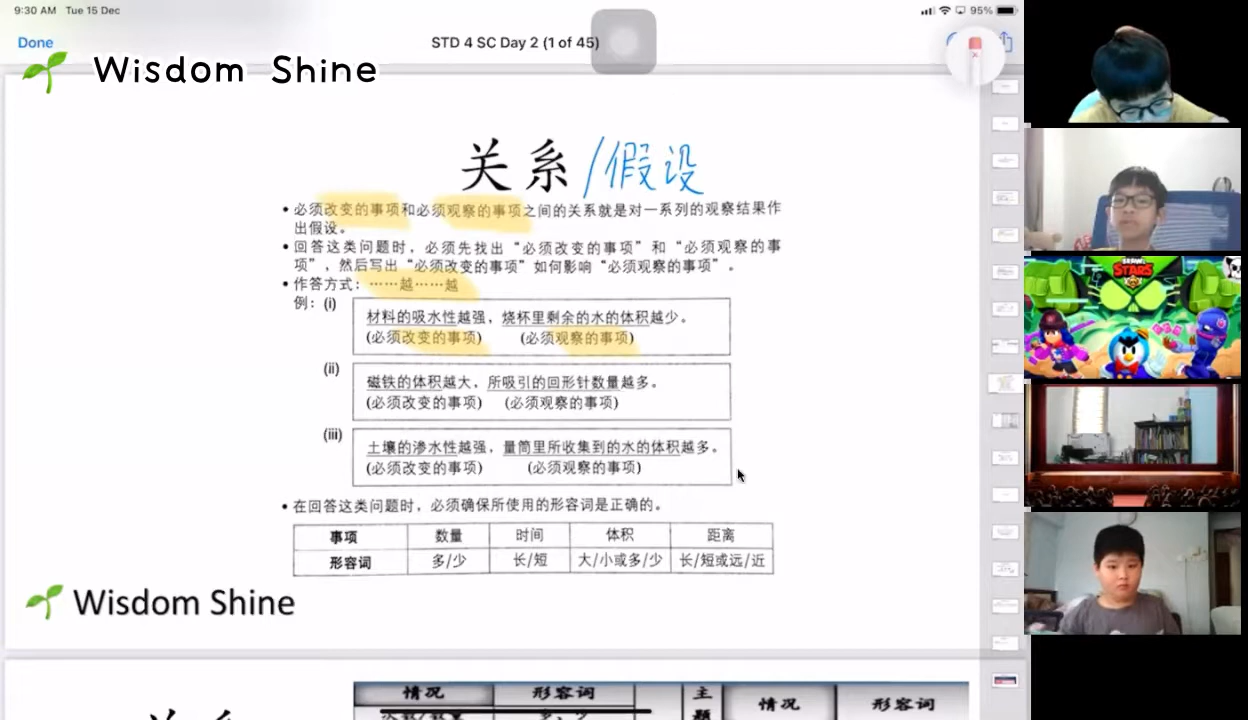 9:30 AM Tue 15 Dec
95%
Done
STD 4 SC Day 2 (1 of 45)
Wisdom Shine
关系/假设
• 必须改变的事项和必须观察的事项之间的关系就是对一系列的观察结果作
出假设。
• 回答这类问题时，必须先找出“必须改变的事项”和“必须观察的事
项”，然后写出“必须改变的事项”如何影响“必须观察的事项”。
• 作答方式：……越……越
例：(i)
材料的吸水性越强，烧杯里剩余的水的体积越少。
(必须改变的事项) (必须观察的事项)
(ii)
磁铁的体积越大，所吸引的回形针数量越多。
(必须改变的事项) (必须观察的事项)
(iii)
土壤的渗水性越强，量筒里所收集到的水的体积越多。
(必须改变的事项) (必须观察的事项)
• 在回答这类问题时，必须确保所使用的形容词是正确的。
事项 数量 时间 体积 距离
形容词 多/少 长/短 大/小或多/少 长/短或远/近
Wisdom Shine
情况 形容词 主 情况 形容词
题
BRAWL
STARS